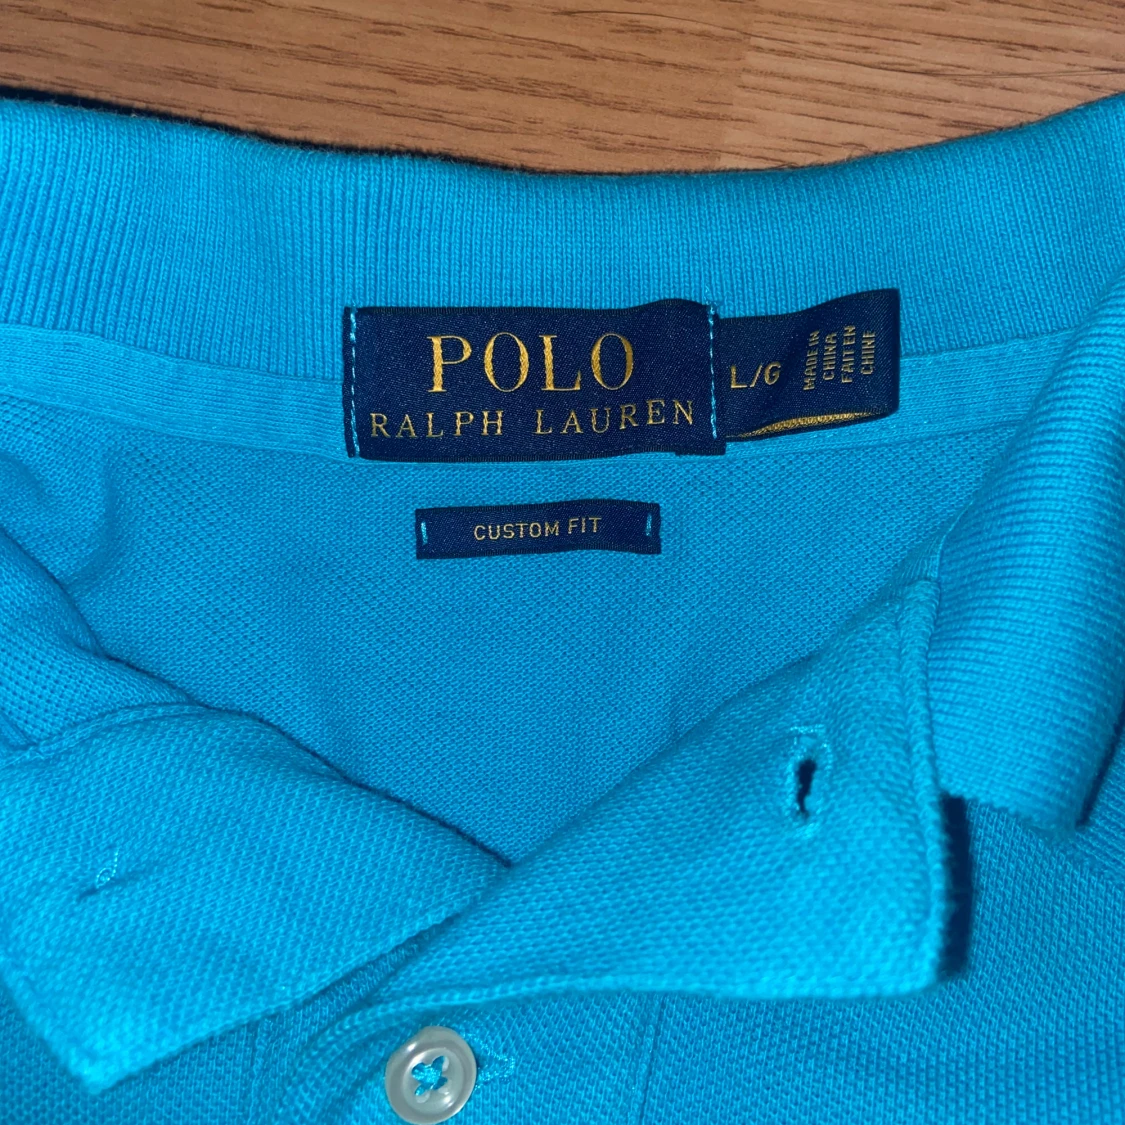 POLO
RALPH LAUREN
L/G
MADE IN
CHINA
FAIT EN
CHINE
CUSTOM FIT